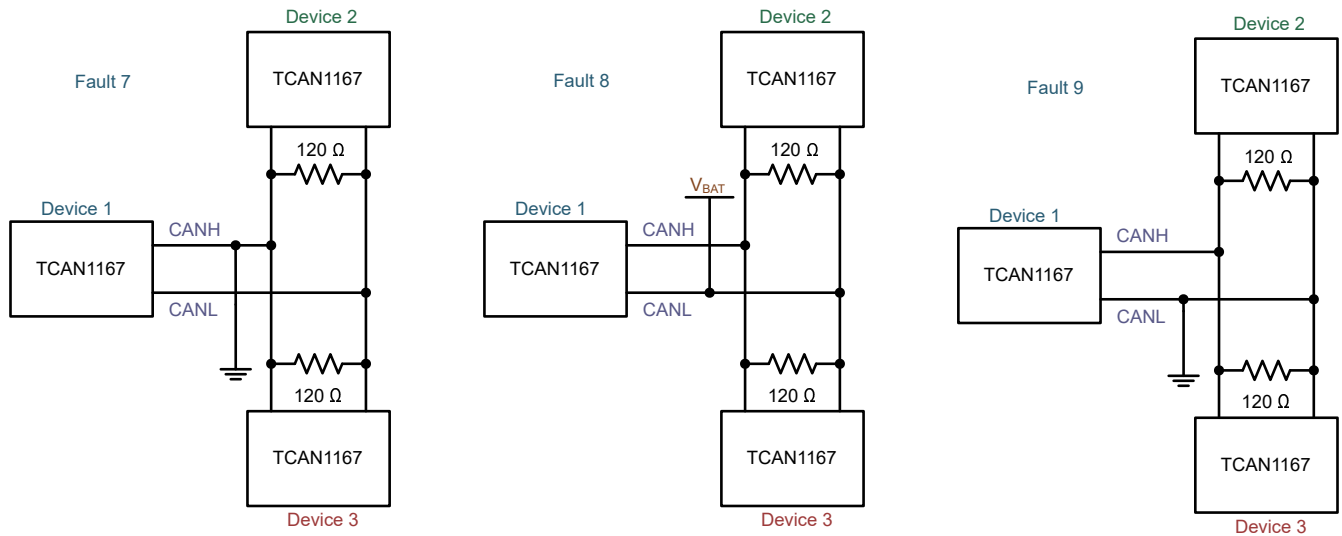 Fault 7
Device 2
TCAN1167
120 Ω
Device 1
TCAN1167
CANH
CANL
120 Ω
TCAN1167
Device 3
Fault 8
Device 2
TCAN1167
120 Ω
VBAT
Device 1
TCAN1167
CANH
CANL
120 Ω
TCAN1167
Device 3
Fault 9
Device 2
TCAN1167
120 Ω
Device 1
TCAN1167
CANH
CANL
120 Ω
TCAN1167
Device 3